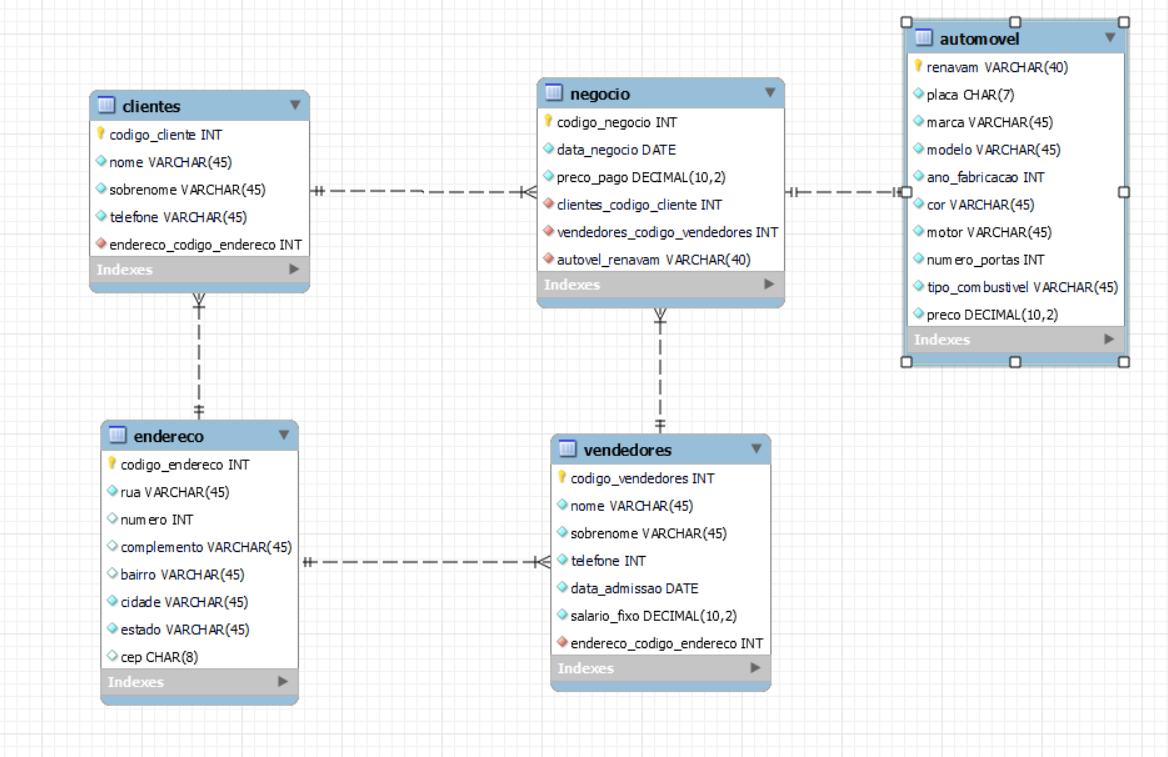 clientes
codigo_cliente INT
nome VARCHAR(45)
sobrenome VARCHAR(45)
telefone VARCHAR(45)
endereco_codigo_endereco INT
Indexes
negocio
codigo_negocio INT
data_negocio DATE
preco_pago DECIMAL(10,2)
clientes_codigo_cliente INT
vendedores_codigo_vendedores INT
autovel_renavam VARCHAR(40)
Indexes
automovel
renavam VARCHAR(40)
placa CHAR(7)
marca VARCHAR(45)
modelo VARCHAR(45)
ano_fabricacao INT
cor VARCHAR(45)
motor VARCHAR(45)
numero_portas INT
tipo_combustivel VARCHAR(45)
preco DECIMAL(10,2)
Indexes
endereco
codigo_endereco INT
rua VARCHAR(45)
numero INT
complemento VARCHAR(45)
bairro VARCHAR(45)
cidade VARCHAR(45)
estado VARCHAR(45)
cep CHAR(8)
Indexes
vendedores
codigo_vendedores INT
nome VARCHAR(45)
sobrenome VARCHAR(45)
telefone INT
data_admissao DATE
salario_fixo DECIMAL(10,2)
endereco_codigo_endereco INT
Indexes